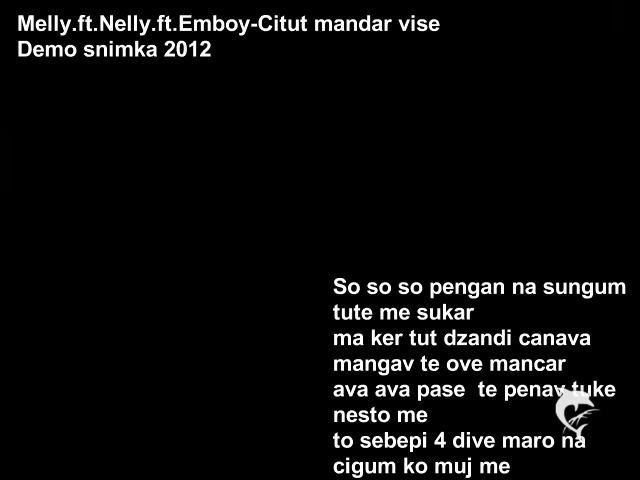 Melly.ft.Nelly.ft.Emboy-Citut mandar vise
Demo snimka 2012
So so so pengan na sungum
tute me sukar
ma ker tut dzandi canava
mangav te ove mancar
ava ava pase te penav tuke
nesto me
to sebepi 4 dive maro na
cigum ko muj me